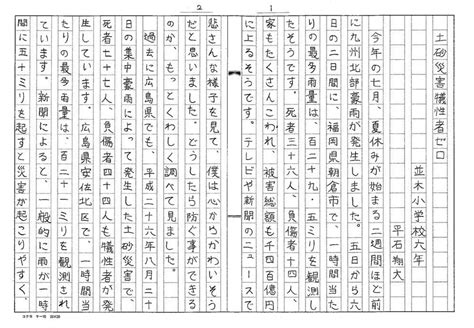 土砂災害犠牲者ゼロ
並木小学校六年
平石翔大
今年の七月、夏休みが始まる二週間ほど前
に九州北部豪雨が発生しました。五日から六
日の二日間に、福岡県朝倉市で、一時間当た
りの最多雨量は、百二十九・五ミリを観測し
たそうです。死者三十六人、負傷者十四人、
家もたくさんこわれ、被害総額も千四百億円
に上るそうです。テレビや新聞のニュースで
悲さんな様子を見て、僕は心からかわいそう
だと思いました。どうしたら防ぐ事ができる
のか、もっとくわしく調べて見ました。
過去に広島県でも、平成二十六年八月二十
日の集中豪雨によって発生した土砂災害で、
死者七十七人、負傷者四十四人も犠牲者が発
生しています。広島県安佐北区で、一時間当
たりの最多雨量は、百二十一ミリを観測され
ています。新聞によると、一般的に雨が一時
間に五十ミリを起すと災害が起こりやすく、
1
2